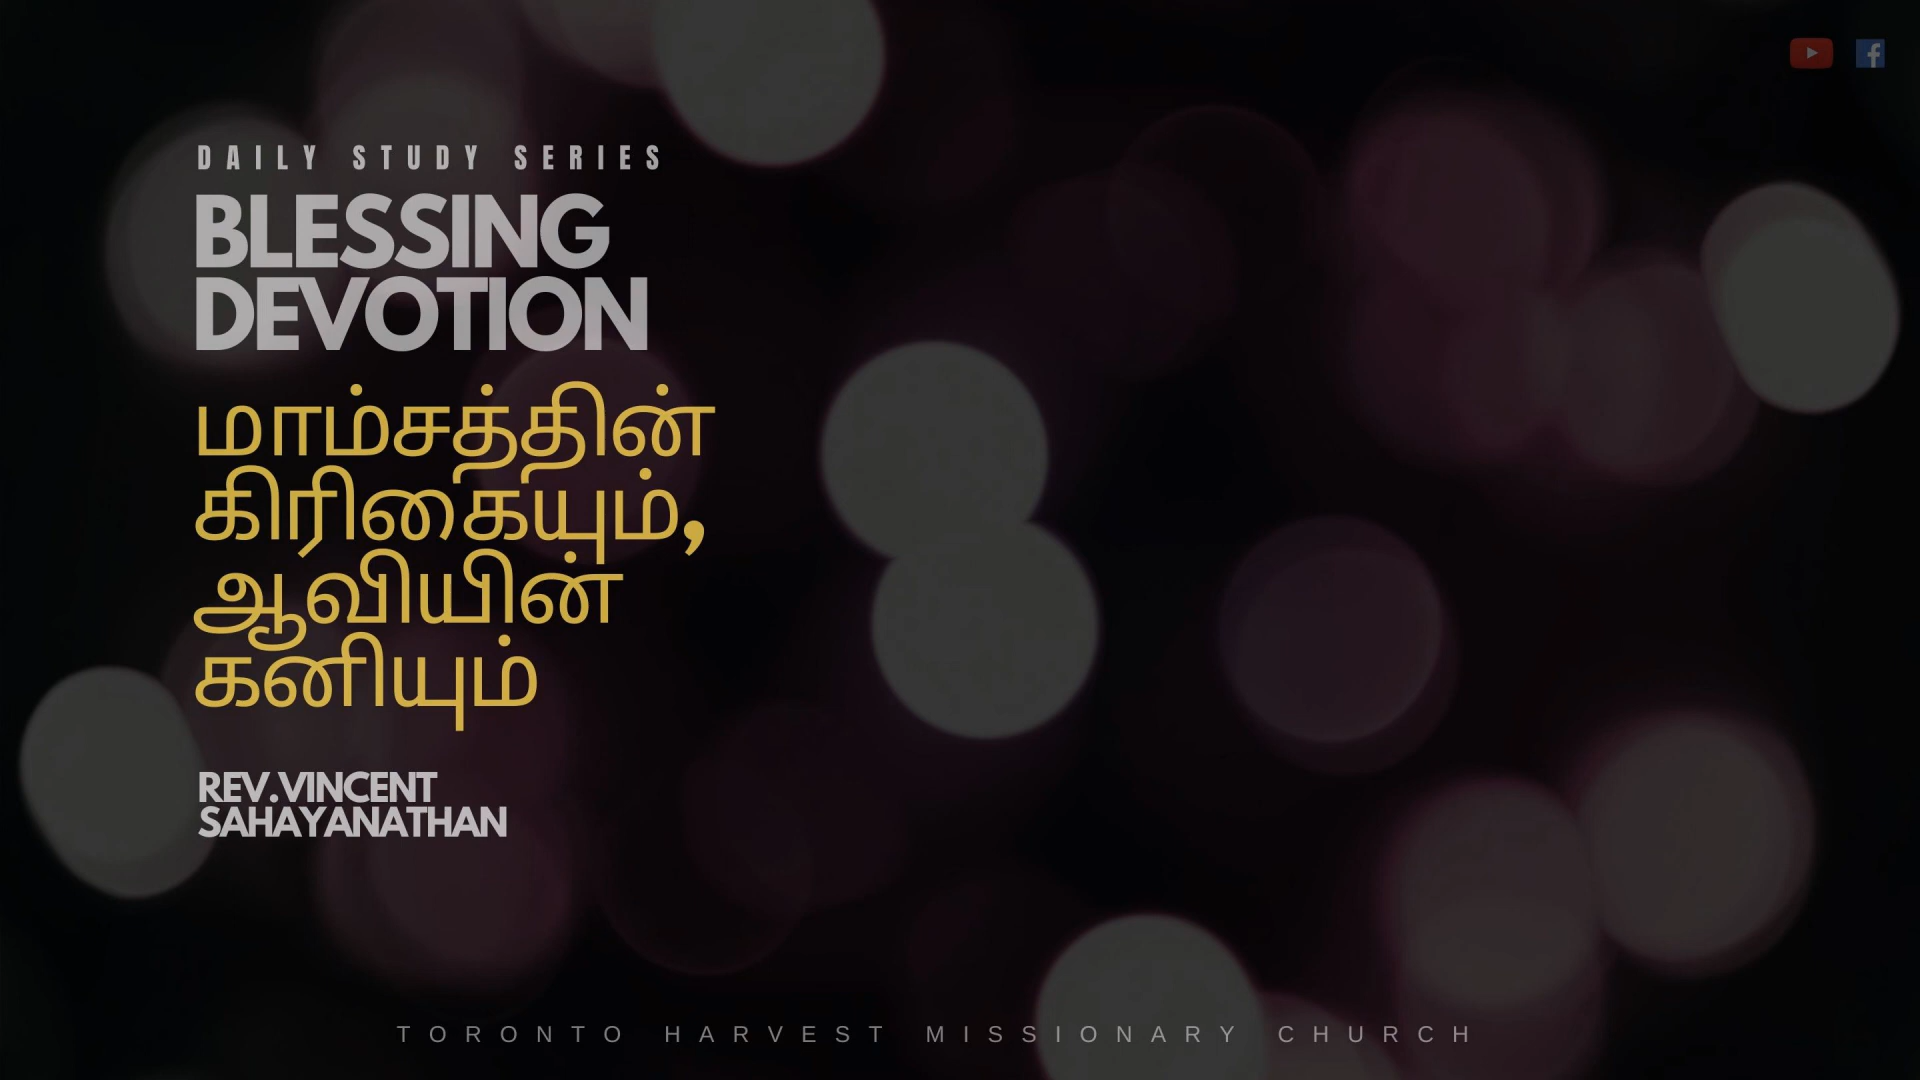 DAILY STUDY SERIES
BLESSING
DEVOTION
மாம்சத்தின்
கிரிகையும்,
ஆவியின்
கனியும்
REV.VINCENT
SAHAYANATHAN
TORONTO HARVEST MISSIONARY CHURCH